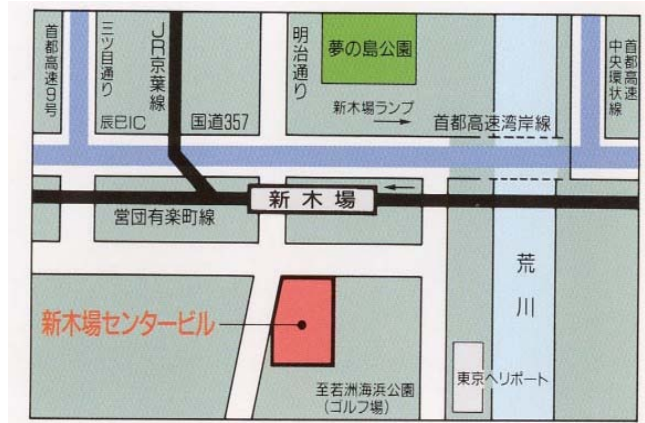 首都高速9号
三ツ目通り
辰巳IC
JR京葉線
国道357
明治通り
夢の島公園
新木場ランプ
首都高速湾岸線
首都高速
中央環状線
新木場
営団有楽町線
荒川
新木場センタービル
至若洲海浜公園
(ゴルフ場)
東京ヘリポート